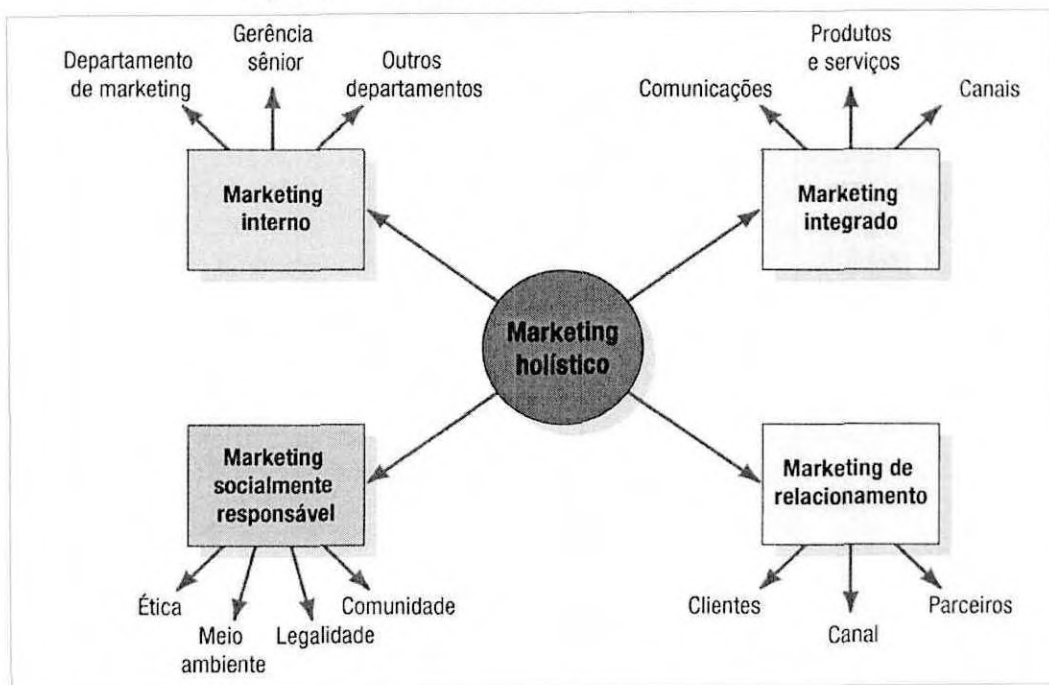 Departamento
de marketing
Gerência
sênior
Outros
departamentos
Marketing
interno
Comunicações
Produtos
e serviços
Canais
Marketing
integrado
Marketing
holístico
Marketing
socialmente
responsável
Ética
Meio
ambiente
Legalidade
Comunidade
Marketing de
relacionamento
Clientes
Canal
Parceiros